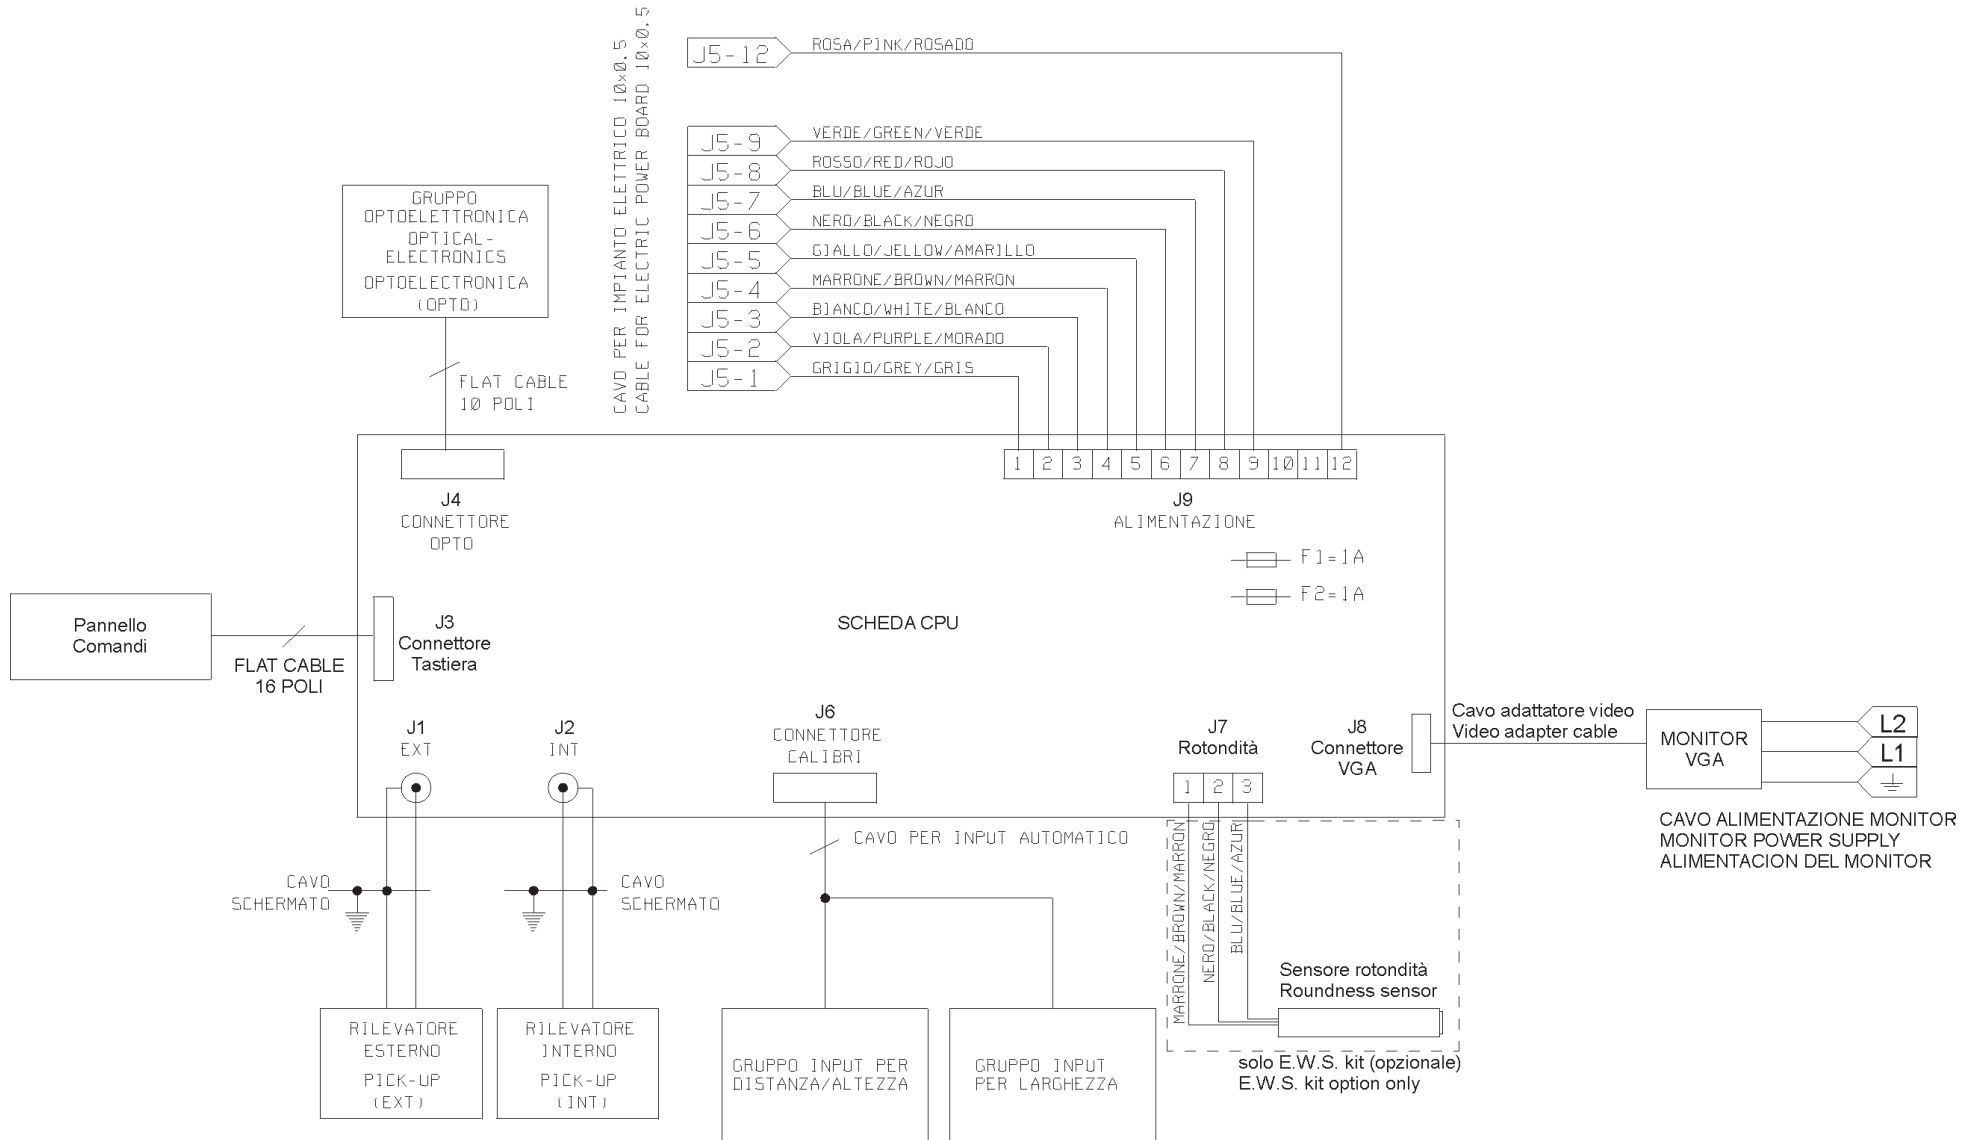 CAVO PER IMPIANTO ELETTRICO 10x0.5
CABLE FOR ELECTRIC POWER BOARD 10x0.5
J5-12
ROSA/PINK/ROSADO
J5-9
VERDE/GREEN/VERDE
J5-8
ROSSO/RED/ROJO
J5-7
BLU/BLUE/AZUR
J5-6
NERO/BLACK/NEGRO
J5-5
GIALLO/JELLOW/AMARILLO
J5-4
MARRONE/BROWN/MARRON
J5-3
BIANCO/WHITE/BLANCO
J5-2
VIOLA/PURPLE/MORADO
J5-1
GRIGIO/GREY/GRIS
GRUPPO
OPTOELETTRONICA
OPTICAL-
ELECTRONICS
OPTOELECTRONICA
(OPTO)
FLAT CABLE
10 POLI
J4
CONNETTORE
OPTO
1 2 3 4 5 6 7 8 9 10 11 12
J9
ALIMENTAZIONE
F1=1A
F2=1A
SCHEDA CPU
Pannello
Comandi
FLAT CABLE
16 POLI
J3
Connettore
Tastiera
J1
EXT
J2
INT
J6
CONNETTORE
CALIBRI
J7
Rotondità
1 2 3
J8
Connettore
VGA
Cavo adattatore video
Video adapter cable
MONITOR
VGA
L2
L1
CAVO ALIMENTAZIONE MONITOR
MONITOR POWER SUPPLY
ALIMENTACION DEL MONITOR
CAVO
SCHERMATO
CAVO
SCHERMATO
CAVO PER INPUT AUTOMATICO
MARRONE/BROWN/MARRON
NERO/BLACK/NEGRO
BLU/BLUE/AZUR
Sensore rotondità
Roundness sensor
solo E.W.S. kit (opzionale)
E.W.S. kit option only
RILEVATORE
ESTERNO
PICK-UP
(EXT)
RILEVATORE
INTERNO
PICK-UP
(INT)
GRUPPO INPUT PER
DISTANZA/ALTEZZA
GRUPPO INPUT
PER LARGHEZZA